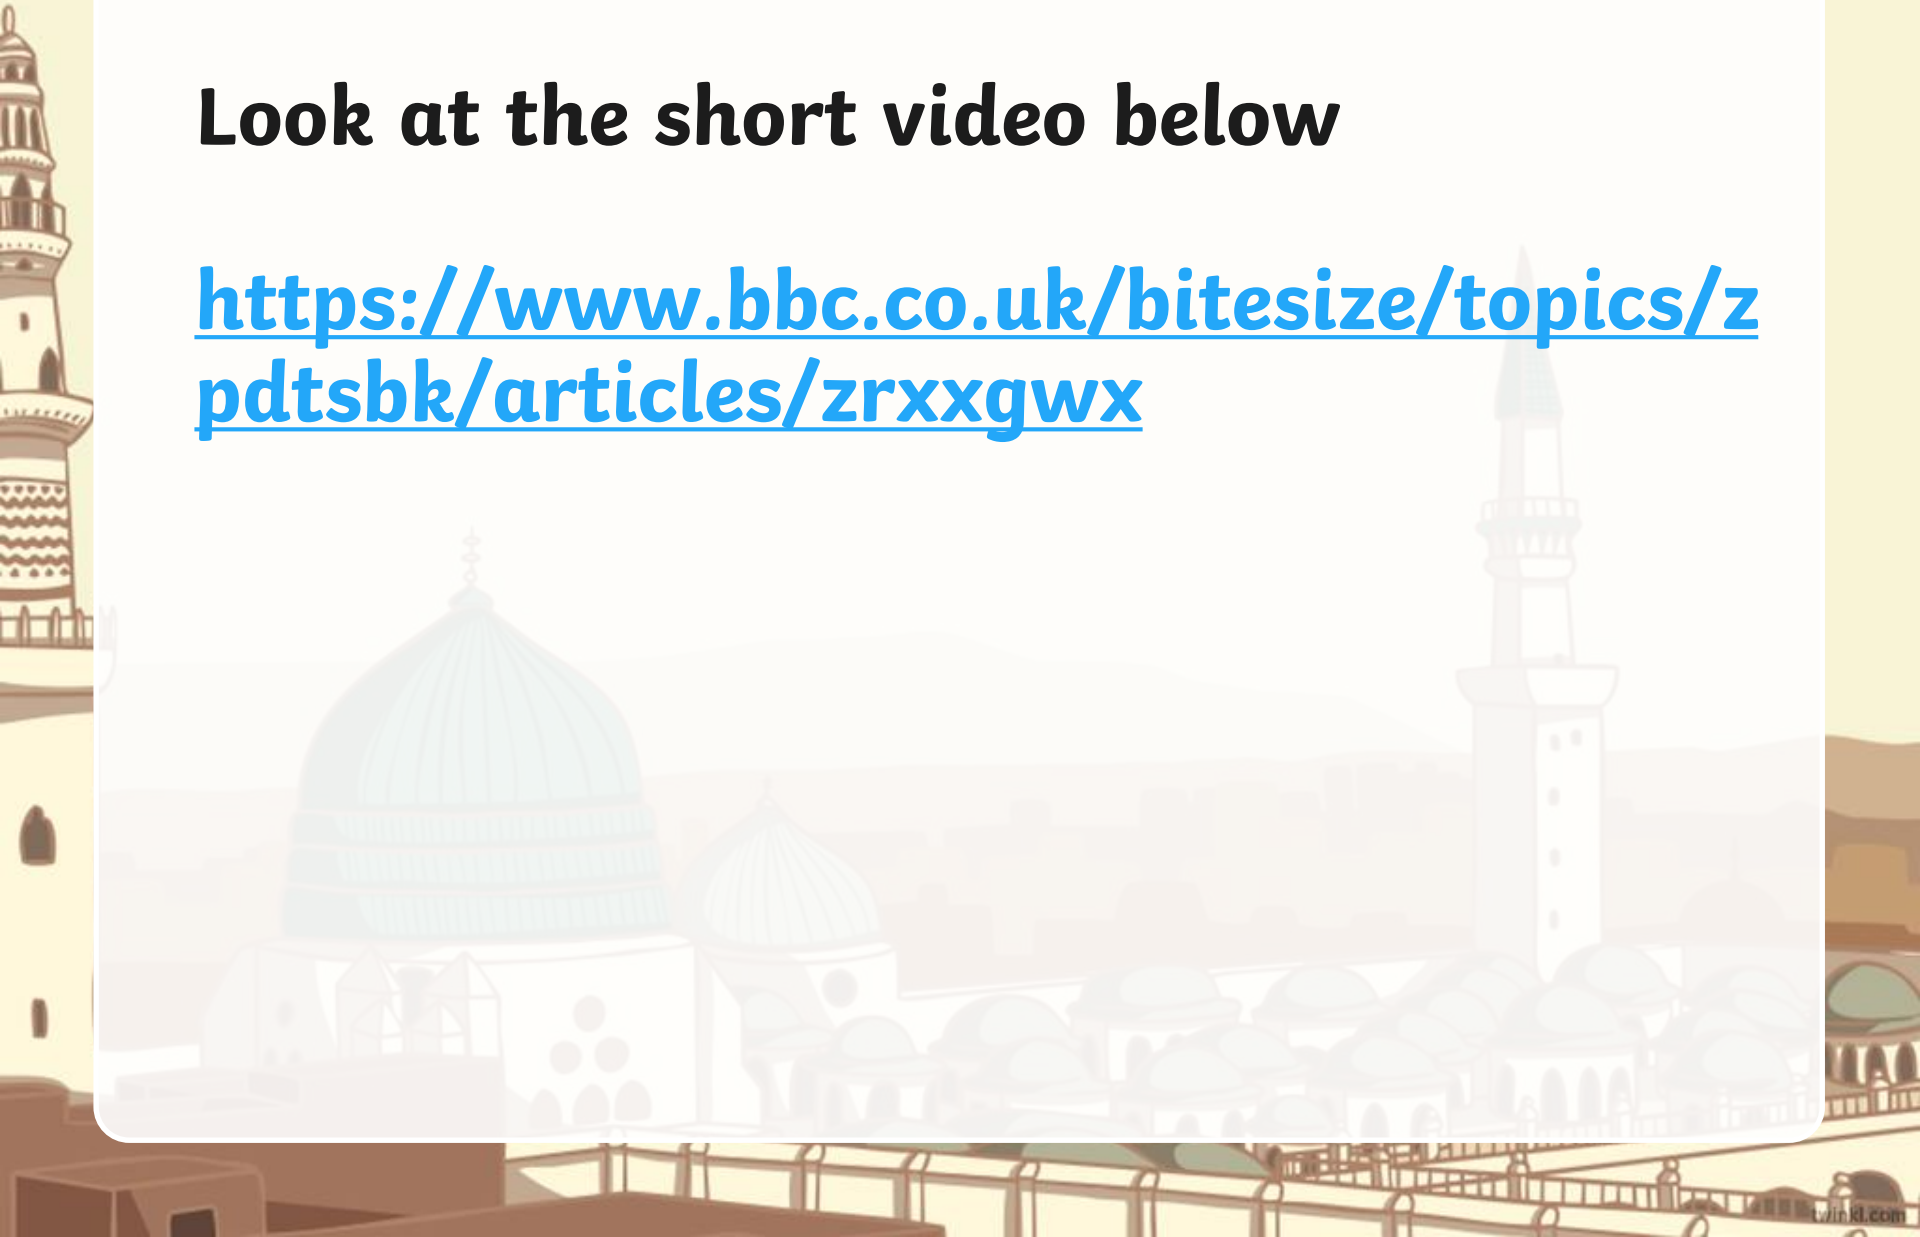 Look at the short video below
https://www.bbc.co.uk/bitesize/topics/z
pdtsbk/articles/zrxxgwx
twinkl.com